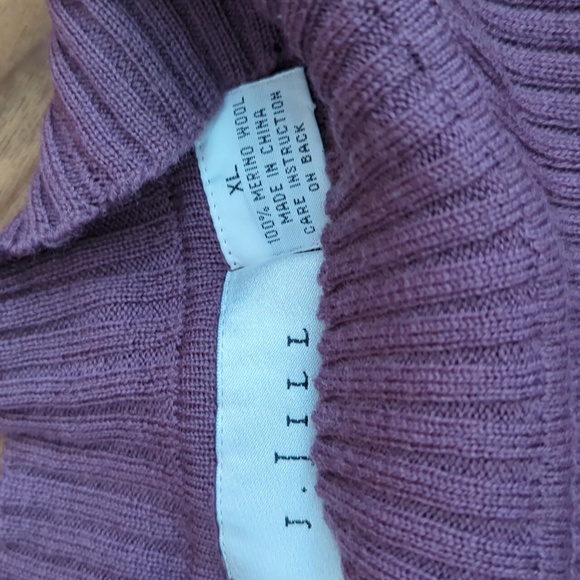 XL
100% MERINO WOOL
MADE IN CHINA
CARE INSTRUCTION
ON BACK
J. JILL